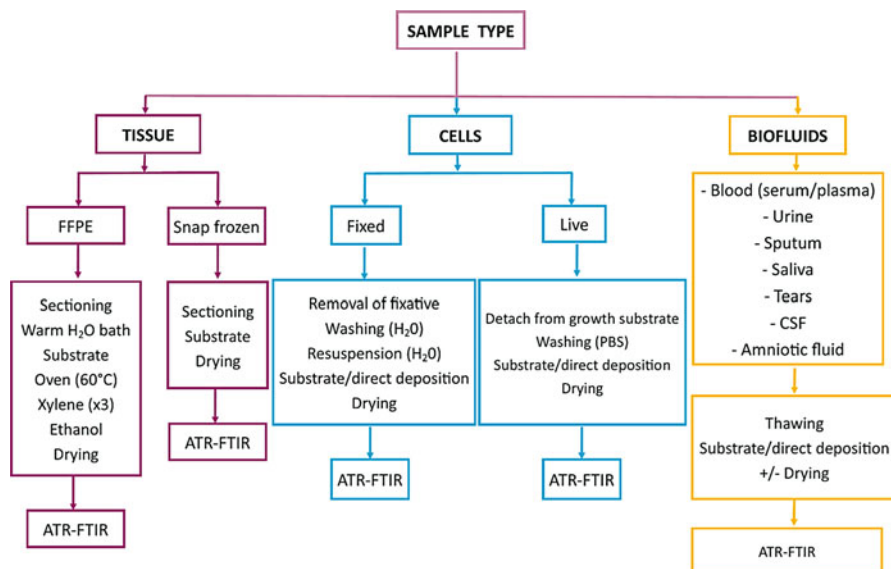 SAMPLE TYPE
TISSUE
CELLS
BIOFLUIDS
FFPE
Snap frozen
Fixed
Live
- Blood (serum/plasma)
- Urine
- Sputum
- Saliva
- Tears
- CSF
- Amniotic fluid
Sectioning
Warm H₂O bath
Substrate
Oven (60°C)
Xylene (x3)
Ethanol
Drying
Sectioning
Substrate
Drying
Removal of fixative
Washing (H₂0)
Resuspension (H₂0)
Substrate/direct deposition
Drying
Detach from growth substrate
Washing (PBS)
Substrate/direct deposition
Drying
Thawing
Substrate/direct deposition
+/- Drying
ATR-FTIR
ATR-FTIR
ATR-FTIR
ATR-FTIR
ATR-FTIR